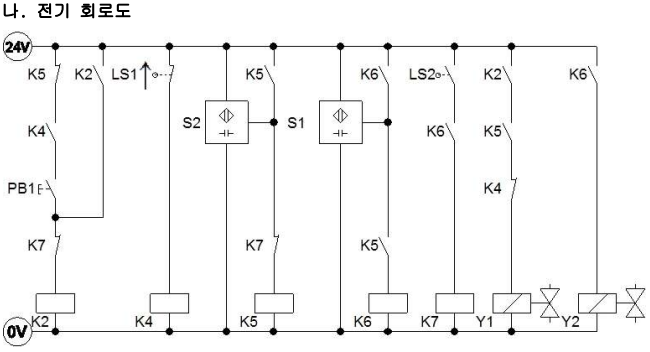 나. 전기 회로도
24V
K5 K2 LS1 K5 K6 LS2 K2 K6
S2 S1
K4 K6 K5
PB1 K4
K7 K7 K5
K2 K4 K5 K6 K7 Y1 Y2
0V